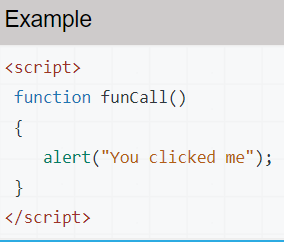 Example
<script>
function funCall()
{
alert("You clicked me");
}
</script>